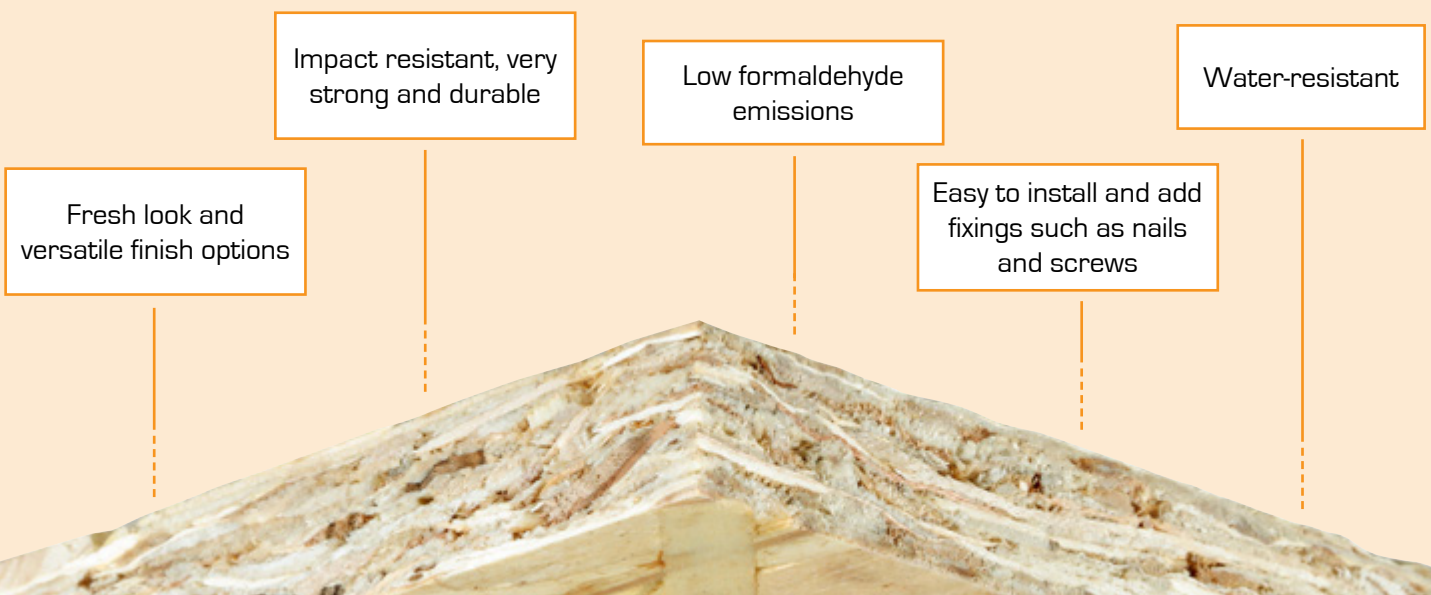 Fresh look and
versatile finish options
Impact resistant, very
strong and durable
Low formaldehyde
emissions
Easy to install and add
fixings such as nails
and screws
Water-resistant